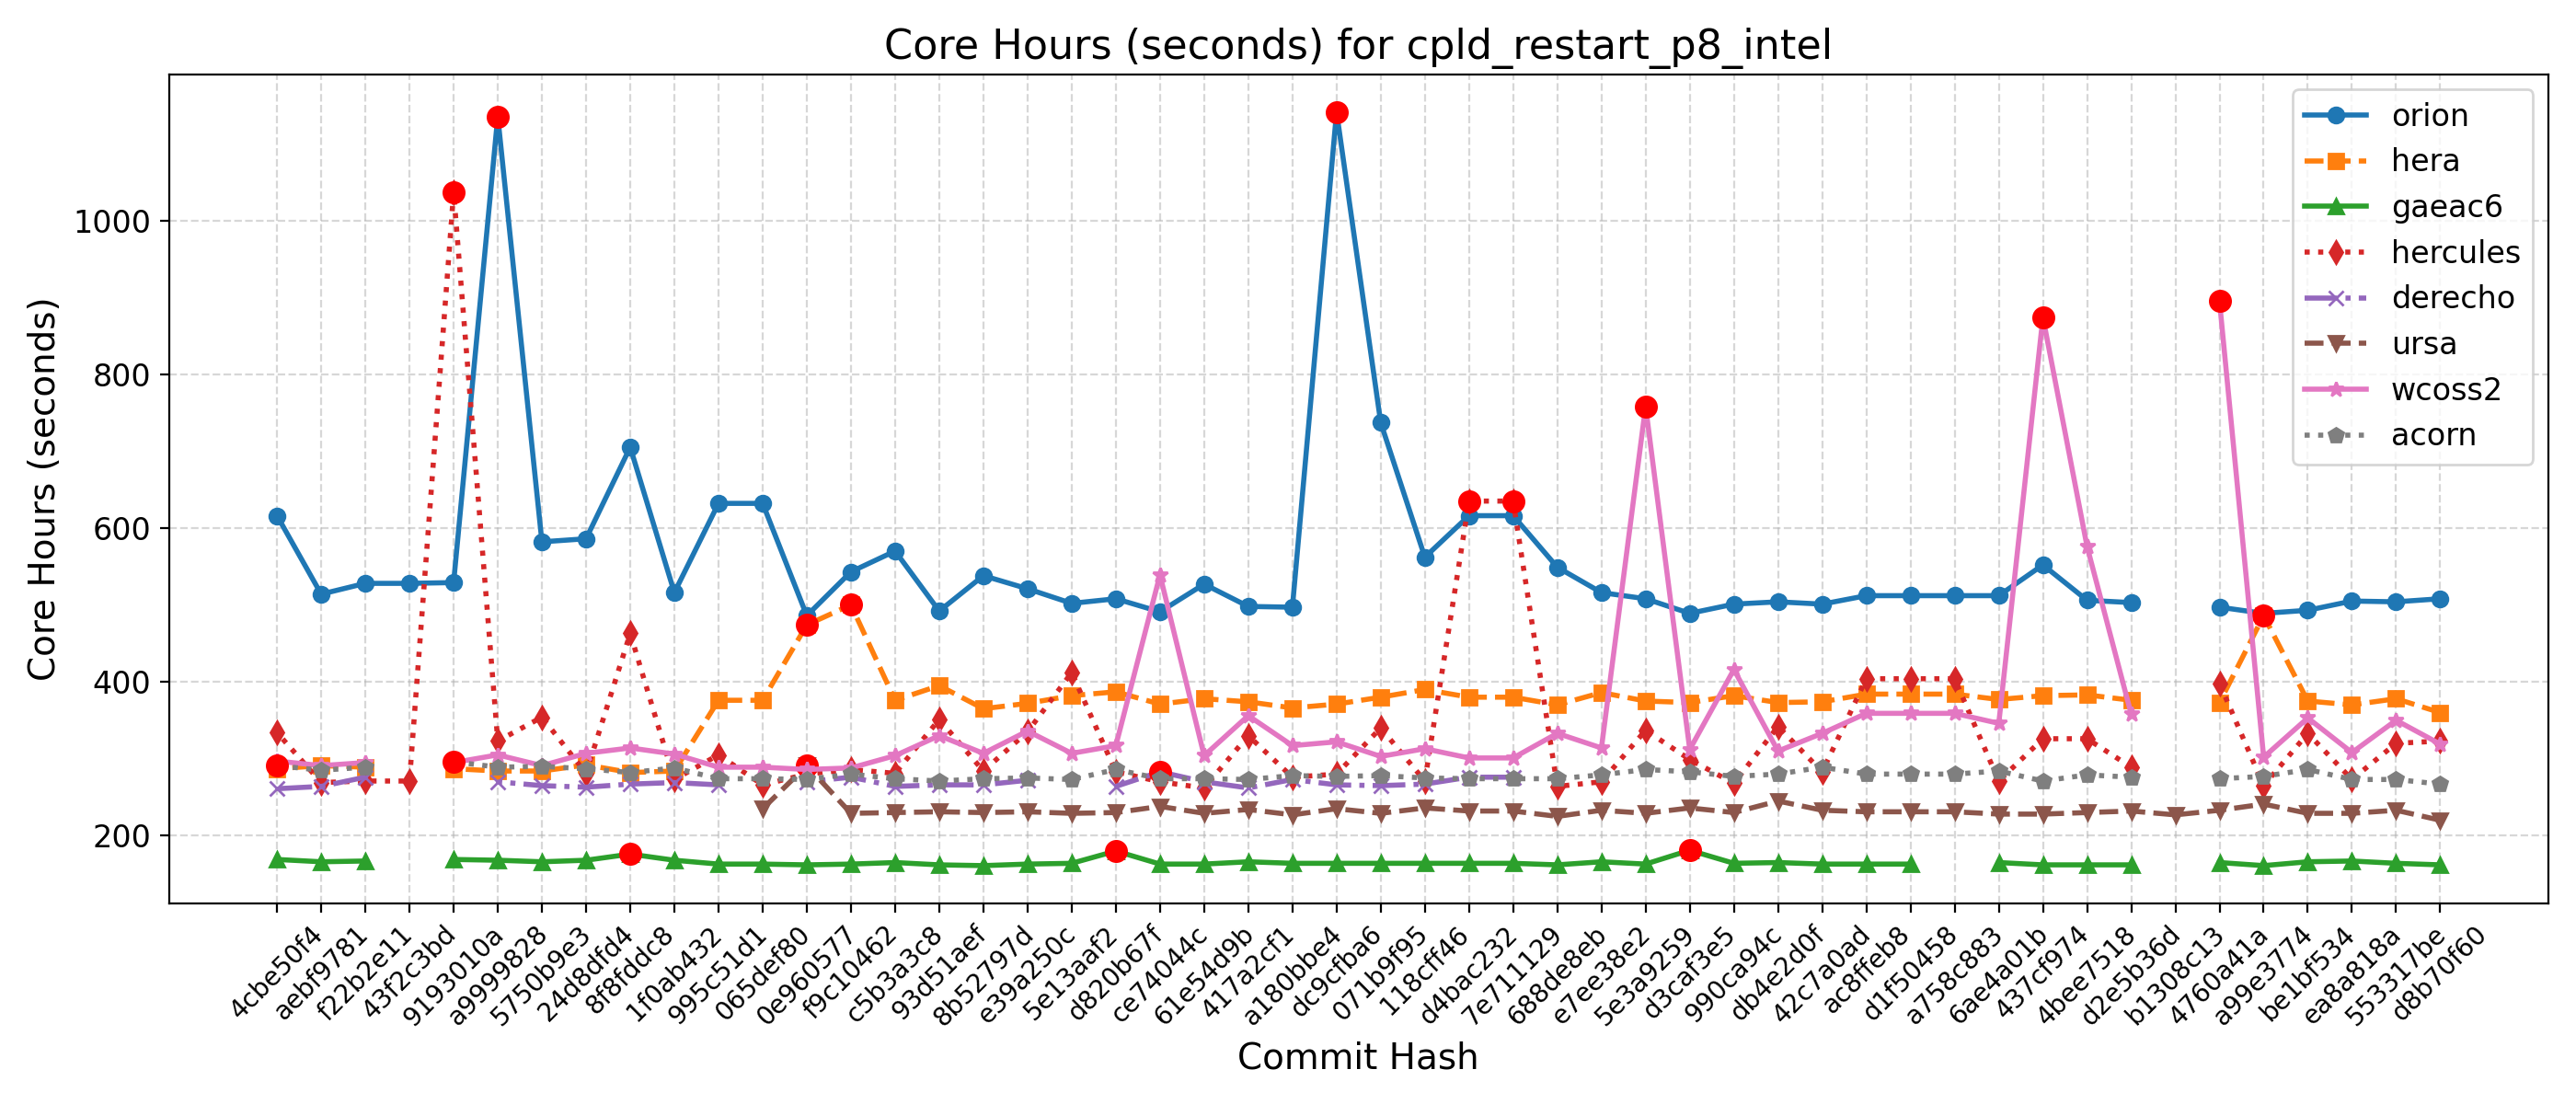 Core Hours (seconds) for cpld_restart_p8_intel
Core Hours (seconds)
1000
800
600
400
200
orion
hera
gaeac6
hercules
derecho
ursa
wcoss2
acorn
4cbe50f4
aebf9781
f22b2e11
43f2c3bd
9193010a
a9999828
5750b9e3
24d8dfd4
8f8fddc8
1f0ab432
995c51d1
065def80
0e960577
f9c10462
c5b3a3c8
93d51aef
8b52797d
e39a250c
5e13aaf2
d820b67f
ce74044c
61e54d9b
417a2cf1
a180bbe4
dc9cfba6
071b9f95
118cff46
d4bac232
7e711129
688de8eb
e7ee38e2
5e3a9259
d3caf3e5
990ca94c
db4e2d0f
42c7a0ad
ac8ffeb8
d1f50458
a758c883
6ae4a01b
437cf974
4bee7518
d2e5b36d
b1308c13
4760a41a
a99e3774
be1bf534
ea8a818a
553317be
d8b70f60
Commit Hash